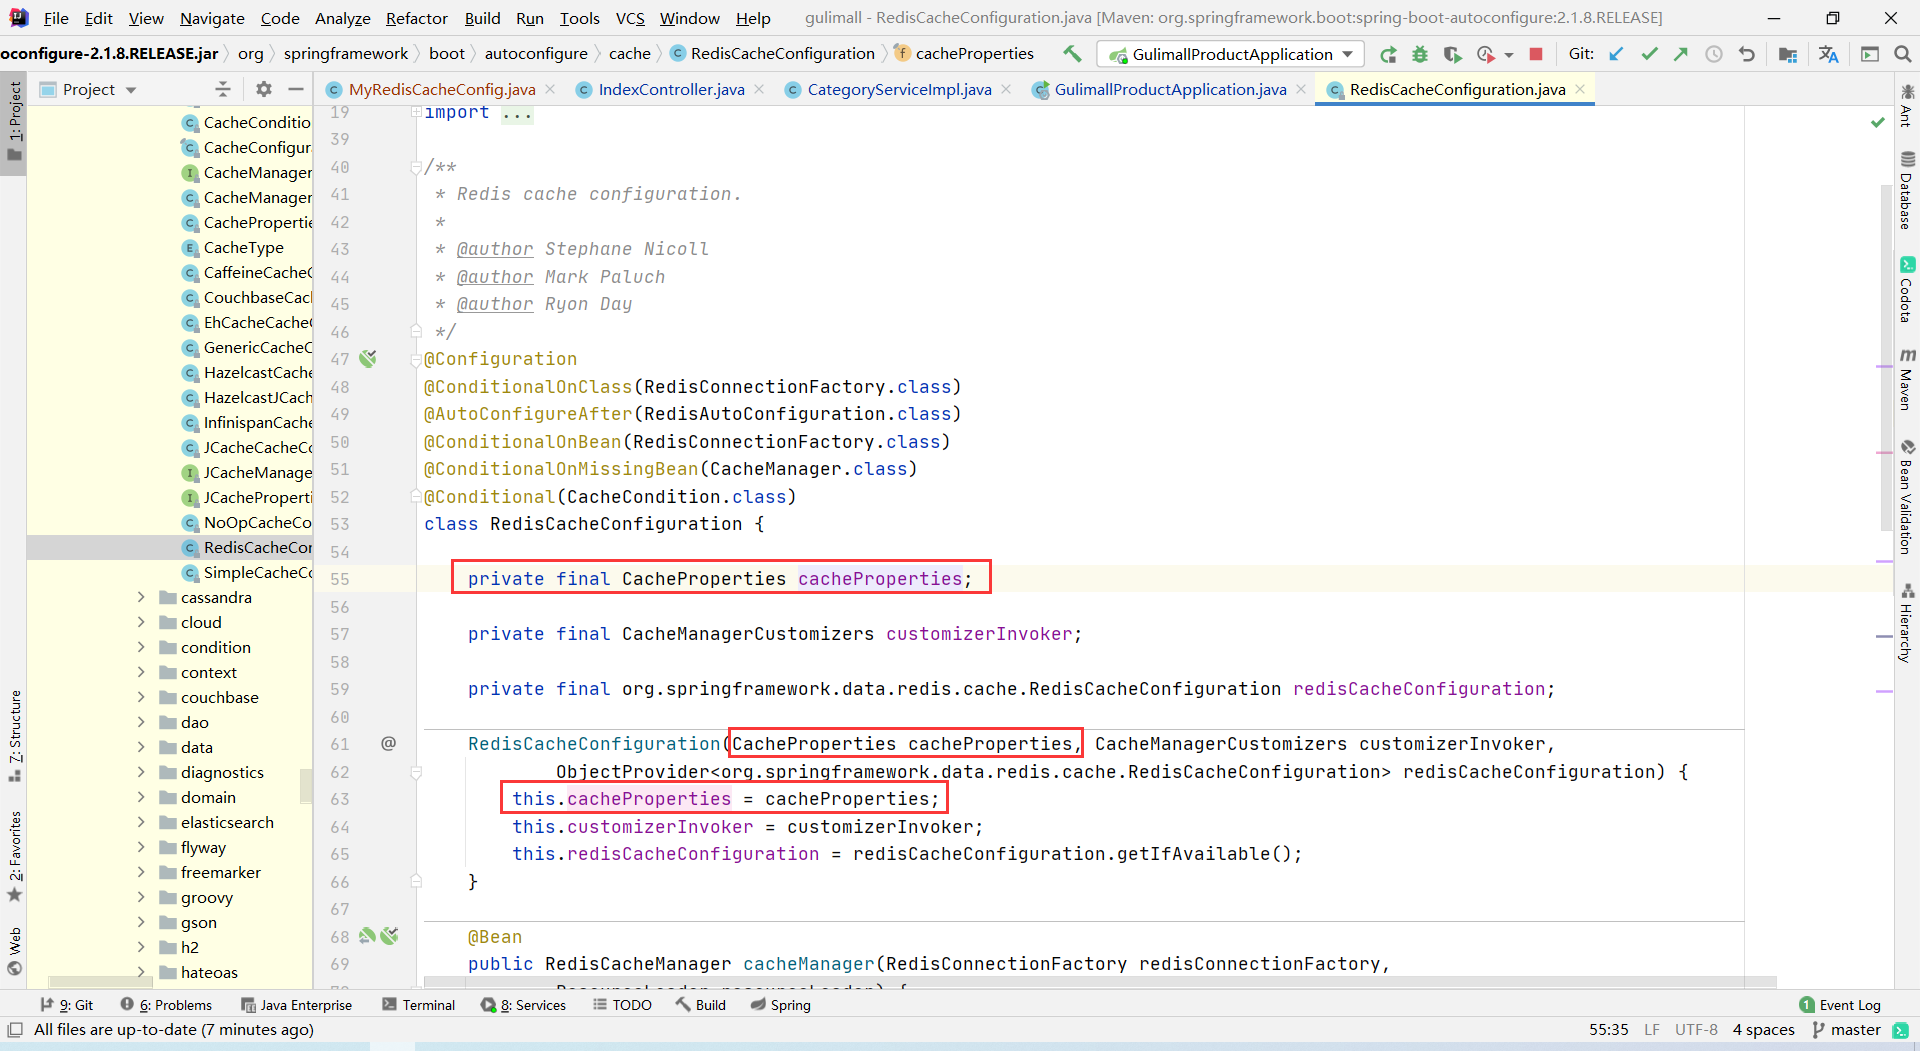 File Edit View Navigate Code Analyze Refactor Build Run Tools VCS Window Help gulimall - RedisCacheConfiguration.java [Maven: org.springframework.boot:spring-boot-autoconfigure:2.1.8.RELEASE]
oconfigure-2.1.8.RELEASE.jar org springframework boot autoconfigure cache RedisCacheConfiguration cacheProperties GulimallProductApplication Git:
Project MyRedisCacheConfig.java IndexController.java CategoryServiceImpl.java GulimallProductApplication.java RedisCacheConfiguration.java
1: Project
7: Structure
2: Favorites
Web
CacheConditio
CacheConfigur
CacheManager
CacheManager
CachePropertie
CacheType
CaffeineCacheC
CouchbaseCacl
EhCacheCacheC
GenericCacheC
HazelcastCache
HazelcastJCach
InfinispanCache
JCacheCacheCo
JCacheManage
JCachePropertie
NoOpCacheCo
RedisCacheCor
SimpleCacheCo
cassandra
cloud
condition
context
couchbase
dao
data
diagnostics
domain
elasticsearch
flyway
freemarker
groovy
gson
h2
hateoas
19 import ...
39
40 /**
41 * Redis cache configuration.
42 *
43 * @author Stephane Nicoll
44 * @author Mark Paluch
45 * @author Ryon Day
46 */
47 @Configuration
48 @ConditionalOnClass(RedisConnectionFactory.class)
49 @AutoConfigureAfter(RedisAutoConfiguration.class)
50 @ConditionalOnBean(RedisConnectionFactory.class)
51 @ConditionalOnMissingBean(CacheManager.class)
52 @Conditional(CacheCondition.class)
53 class RedisCacheConfiguration {
54
55 private final CacheProperties cacheProperties;
56
57 private final CacheManagerCustomizers customizerInvoker;
58
59 private final org.springframework.data.redis.cache.RedisCacheConfiguration redisCacheConfiguration;
60
61 @ RedisCacheConfiguration(CacheProperties cacheProperties, CacheManagerCustomizers customizerInvoker,
62 ObjectProvider<org.springframework.data.redis.cache.RedisCacheConfiguration> redisCacheConfiguration) {
63 this.cacheProperties = cacheProperties;
64 this.customizerInvoker = customizerInvoker;
65 this.redisCacheConfiguration = redisCacheConfiguration.getIfAvailable();
66 }
67
68 @Bean
69 public RedisCacheManager cacheManager(RedisConnectionFactory redisConnectionFactory,
Ant
Database
Codota
Maven
Bean Validation
Hierarchy
9: Git 6: Problems Java Enterprise Terminal 8: Services TODO Build Spring 1 Event Log
All files are up-to-date (7 minutes ago) 55:35 LF UTF-8 4 spaces master